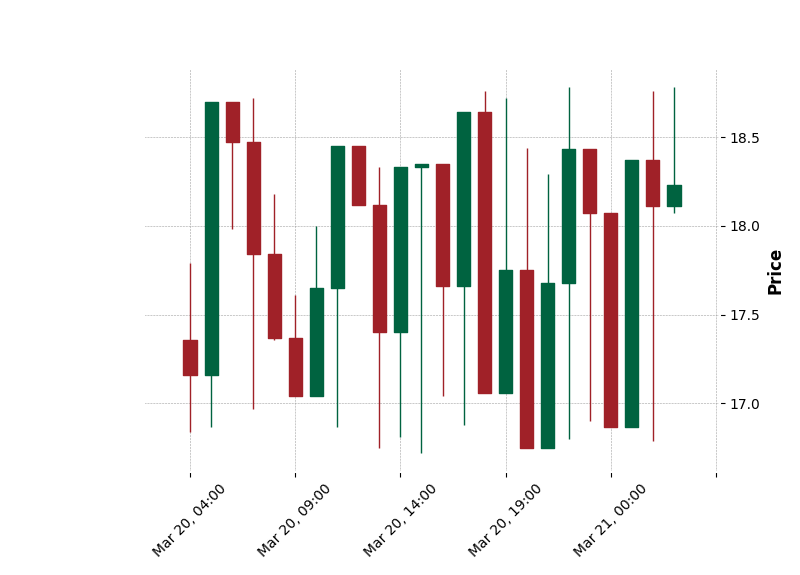 18.5
18.0
17.5
17.0
Price
Mar 20, 04:00
Mar 20, 09:00
Mar 20, 14:00
Mar 20, 19:00
Mar 21, 00:00